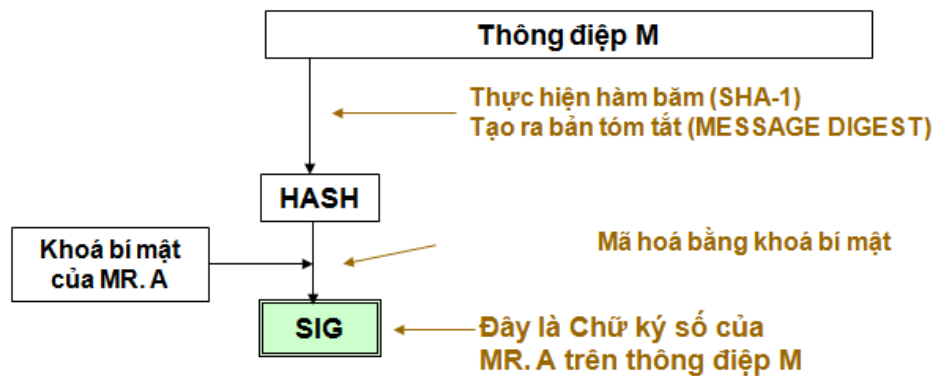 Thông điệp M
Thực hiện hàm băm (SHA-1)
Tạo ra bản tóm tắt (MESSAGE DIGEST)
HASH
Khoá bí mật
của MR. A
Mã hoá bằng khoá bí mật
SIG
Đây là Chữ ký số của
MR. A trên thông điệp M